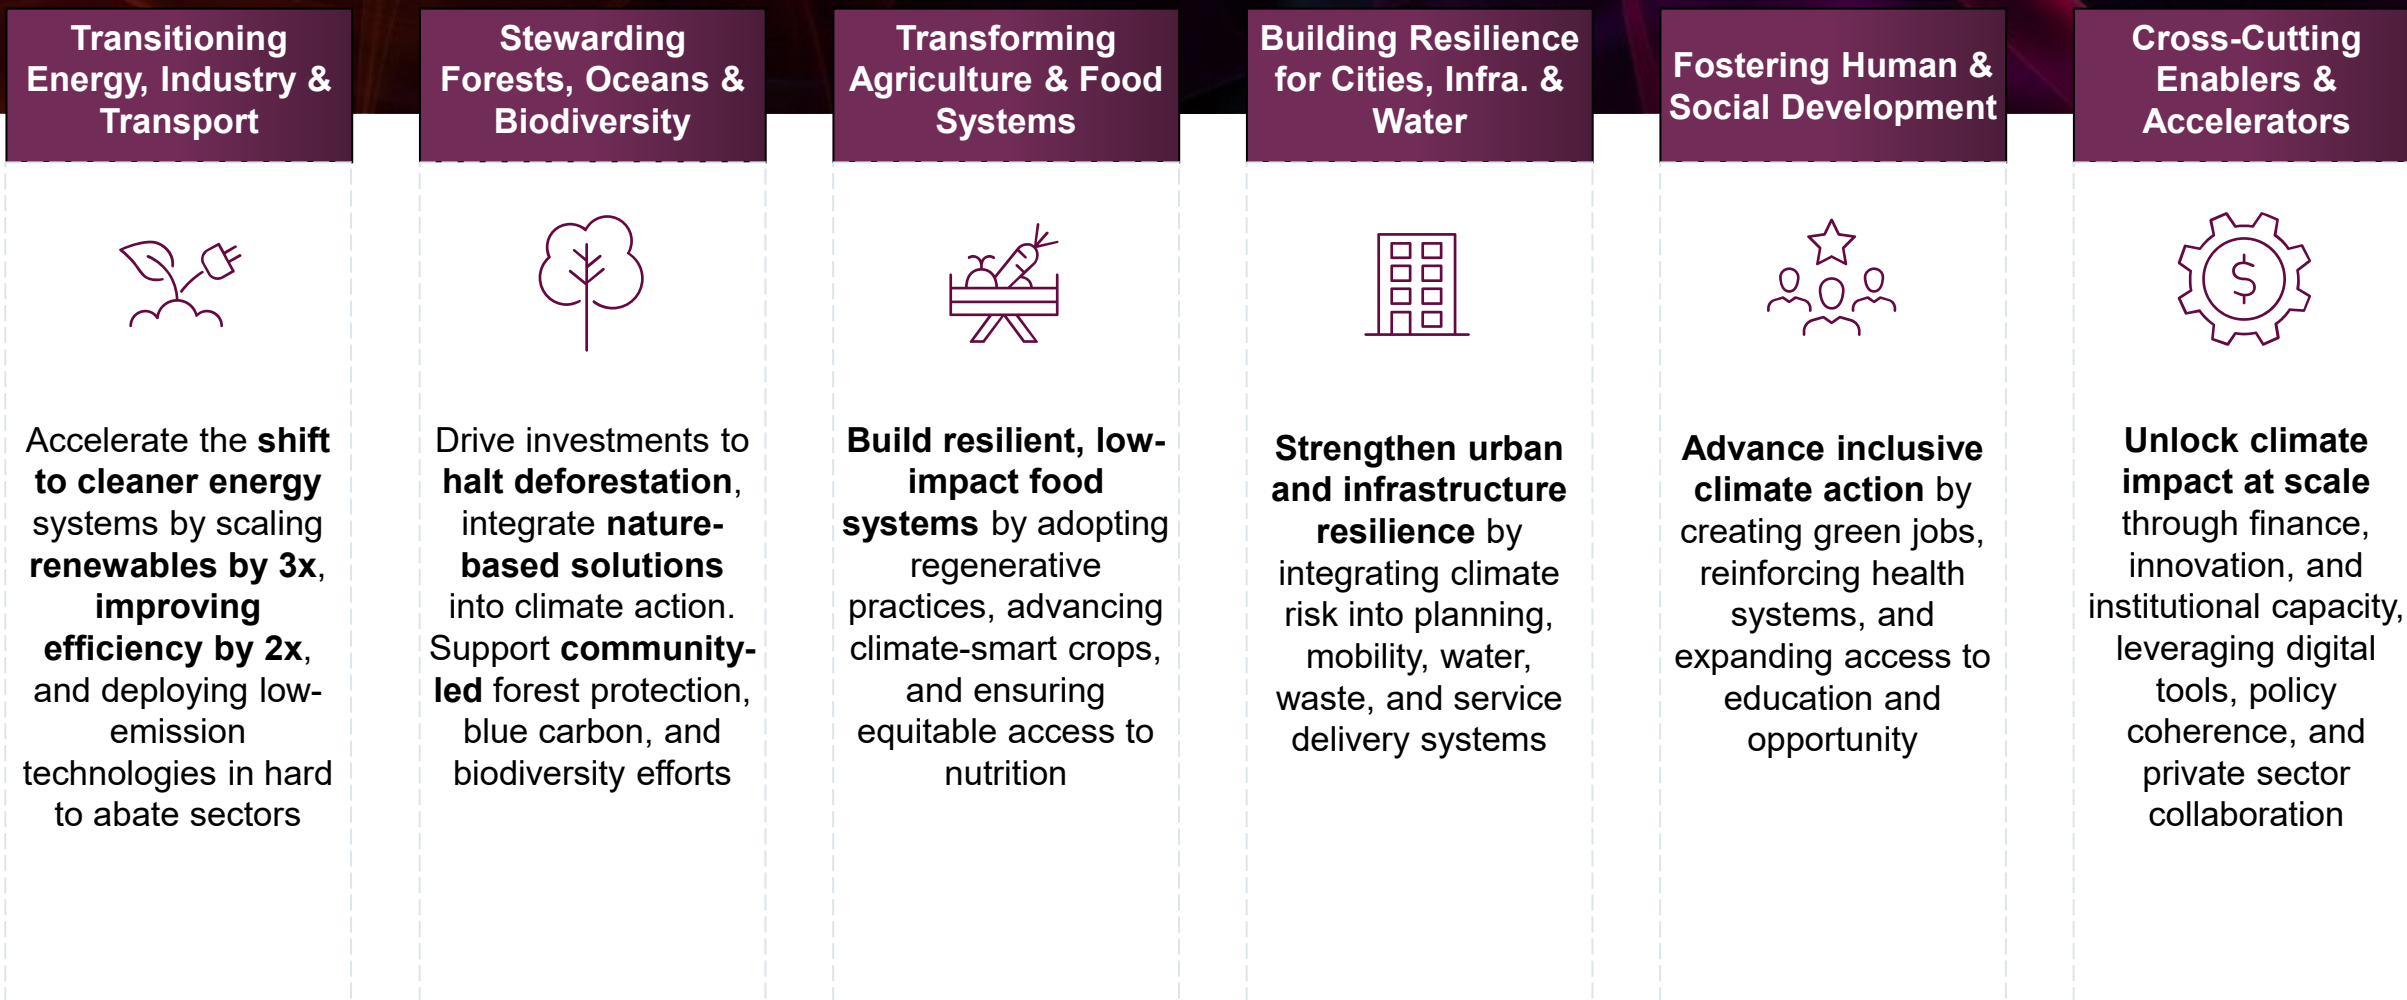 Transitioning
Energy, Industry &
Transport
Accelerate the shift
to cleaner energy
systems by scaling
renewables by 3x,
improving
efficiency by 2x,
and deploying low-
emission
technologies in hard
to abate sectors
Stewarding
Forests, Oceans &
Biodiversity
Drive investments to
halt deforestation,
integrate nature-
based solutions
into climate action.
Support community-
led forest protection,
blue carbon, and
biodiversity efforts
Transforming
Agriculture & Food
Systems
Build resilient, low-
impact food
systems by adopting
regenerative
practices, advancing
climate-smart crops,
and ensuring
equitable access to
nutrition
Building Resilience
for Cities, Infra. &
Water
Strengthen urban
and infrastructure
resilience by
integrating climate
risk into planning,
mobility, water,
waste, and service
delivery systems
Fostering Human &
Social Development
Advance inclusive
climate action by
creating green jobs,
reinforcing health
systems, and
expanding access to
education and
opportunity
Cross-Cutting
Enablers &
Accelerators
$
Unlock climate
impact at scale
through finance,
innovation, and
institutional capacity,
leveraging digital
tools, policy
coherence, and
private sector
collaboration